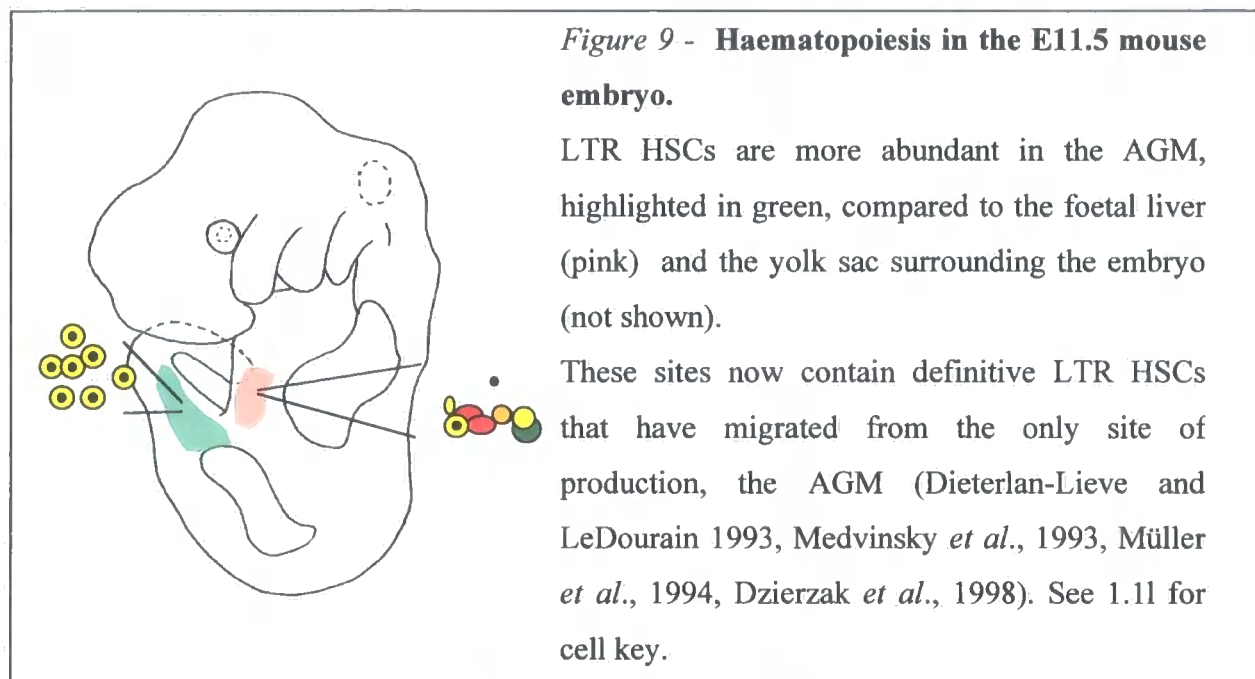 Figure 9 - Haematopoiesis in the E11.5 mouse
embryo.
LTR HSCs are more abundant in the AGM,
highlighted in green, compared to the foetal liver
(pink) and the yolk sac surrounding the embryo
(not shown).
These sites now contain definitive LTR HSCs
that have migrated from the only site of
production, the AGM (Dieterlan-Lieve and
LeDourain 1993, Medvinsky et al., 1993, Müller
et al., 1994, Dzierzak et al., 1998). See 1.11 for
cell key.